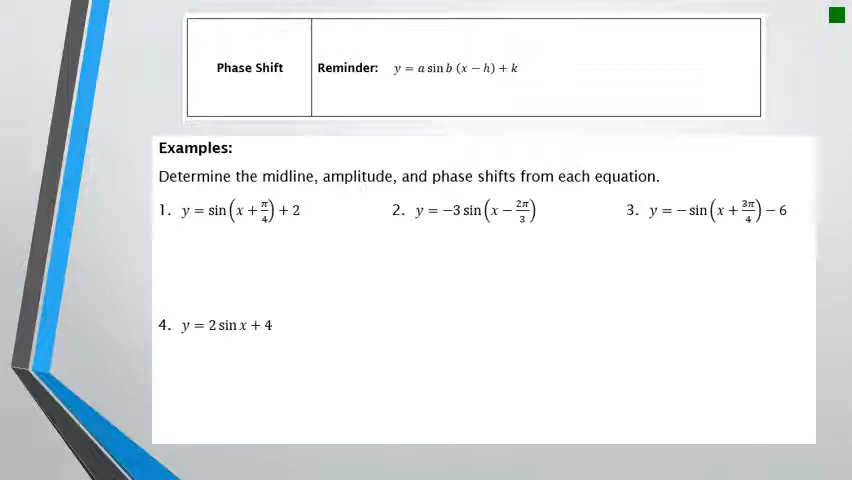 Phase Shift
Reminder: y = a sin b (x − h) + k
Examples:
Determine the midline, amplitude, and phase shifts from each equation.
1. y = sin(x + π/4) + 2
2. y = −3 sin(x − 2π/3)
3. y = − sin(x + 3π/4) − 6
4. y = 2 sin x + 4